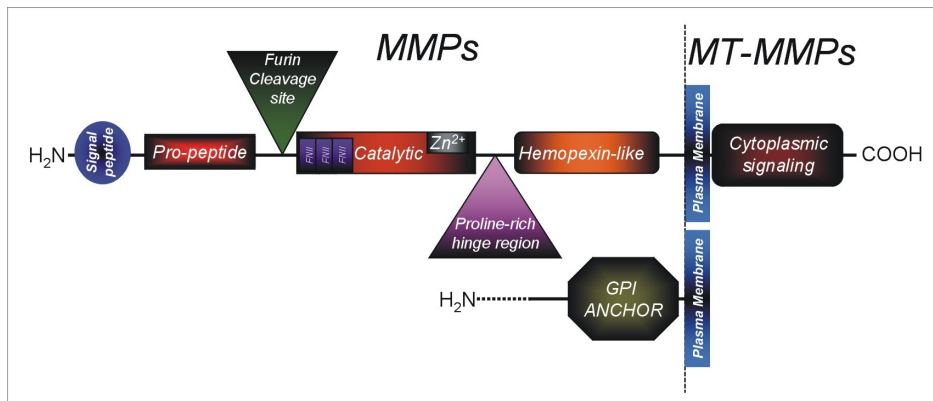 MMPs
MT-MMPs
Furin
Cleavage
site
H2N
Signal
peptide
Pro-peptide
FNII
FNII
FNII
Catalytic
Zn2+
Hemopexin-like
Plasma Membrane
Cytoplasmic
signaling
COOH
Proline-rich
hinge region
H2N
GPI
ANCHOR
Plasma Membrane